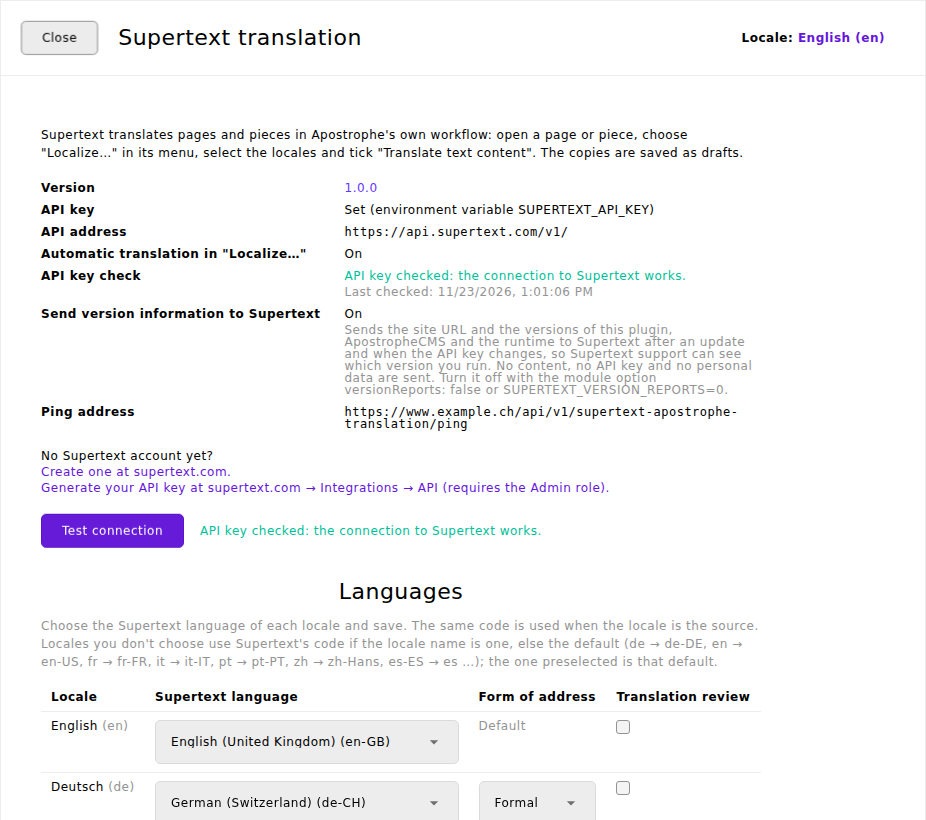 Close
Supertext translation
Locale: English (en)
Supertext translates pages and pieces in Apostrophe's own workflow: open a page or piece, choose
"Localize..." in its menu, select the locales and tick "Translate text content". The copies are saved as drafts.
Version 1.0.0
API key Set (environment variable SUPERTEXT_API_KEY)
API address https://api.supertext.com/v1/
Automatic translation in "Localize…" On
API key check API key checked: the connection to Supertext works.
Last checked: 11/23/2026, 1:01:06 PM
Send version information to Supertext On
Sends the site URL and the versions of this plugin,
ApostropheCMS and the runtime to Supertext after an update
and when the API key changes, so Supertext support can see
which version you run. No content, no API key and no personal
data are sent. Turn it off with the module option
versionReports: false or SUPERTEXT_VERSION_REPORTS=0.
Ping address https://www.example.ch/api/v1/supertext-apostrophe-
translation/ping
No Supertext account yet?
Create one at supertext.com.
Generate your API key at supertext.com → Integrations → API (requires the Admin role).
Test connection API key checked: the connection to Supertext works.
Languages
Choose the Supertext language of each locale and save. The same code is used when the locale is the source.
Locales you don't choose use Supertext's code if the locale name is one, else the default (de → de-DE, en →
en-US, fr → fr-FR, it → it-IT, pt → pt-PT, zh → zh-Hans, es-ES → es ...); the one preselected is that default.
Locale Supertext language Form of address Translation review
English (en) English (United Kingdom) (en-GB) Default
Deutsch (de) German (Switzerland) (de-CH) Formal